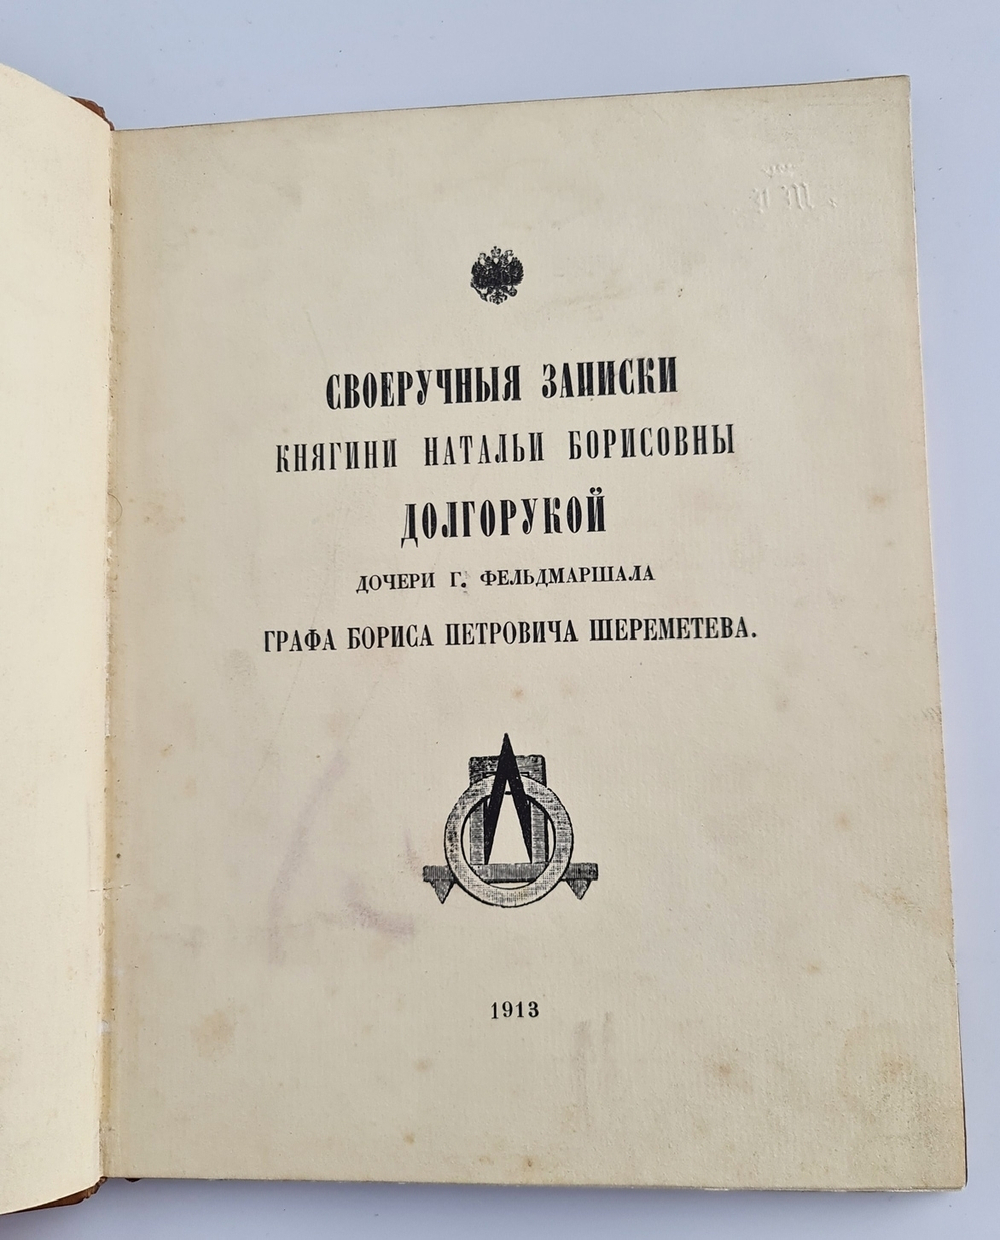 СВОЕРУЧНЫЯ ЗАПИСКИ
КНЯГИНИ НАТАЛЬИ БОРИСОВНЫ
ДОЛГОРУКОЙ
ДОЧЕРИ Г. ФЕЛЬДМАРШАЛА
ГРАФА БОРИСА ПЕТРОВИЧА ШЕРЕМЕТЕВА.
1913